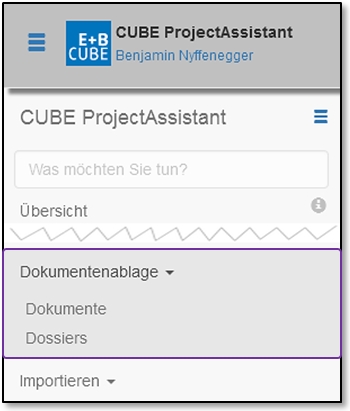 E+B
CUBE
CUBE ProjectAssistant
Benjamin Nyffenegger
CUBE ProjectAssistant
Was möchten Sie tun?
Übersicht
Dokumentenablage
Dokumente
Dossiers
Importieren